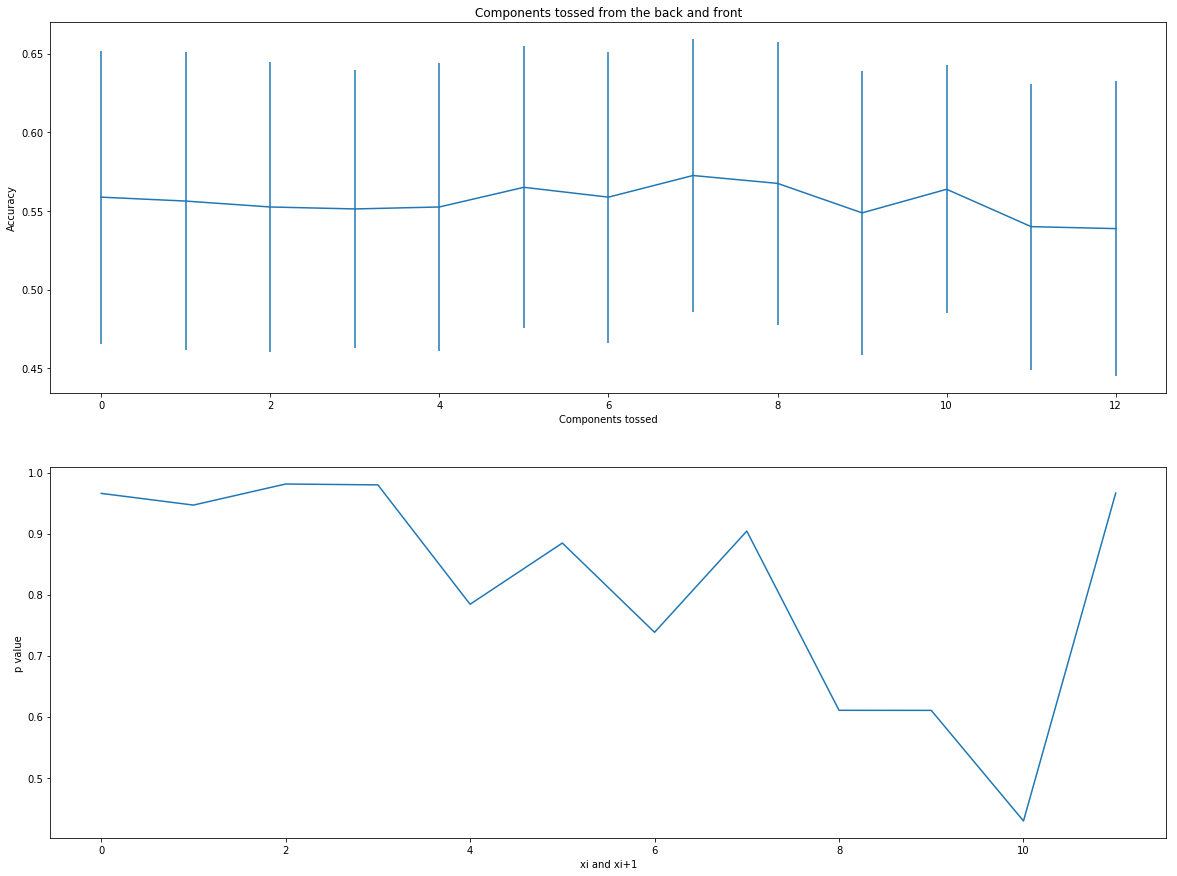 Components tossed from the back and front
0.65
0.60
0.55
0.50
0.45
Accuracy
0 2 4 6 8 10 12
Components tossed
1.0
0.9
0.8
0.7
0.6
0.5
p value
0 2 4 6 8 10
xi and xi+1